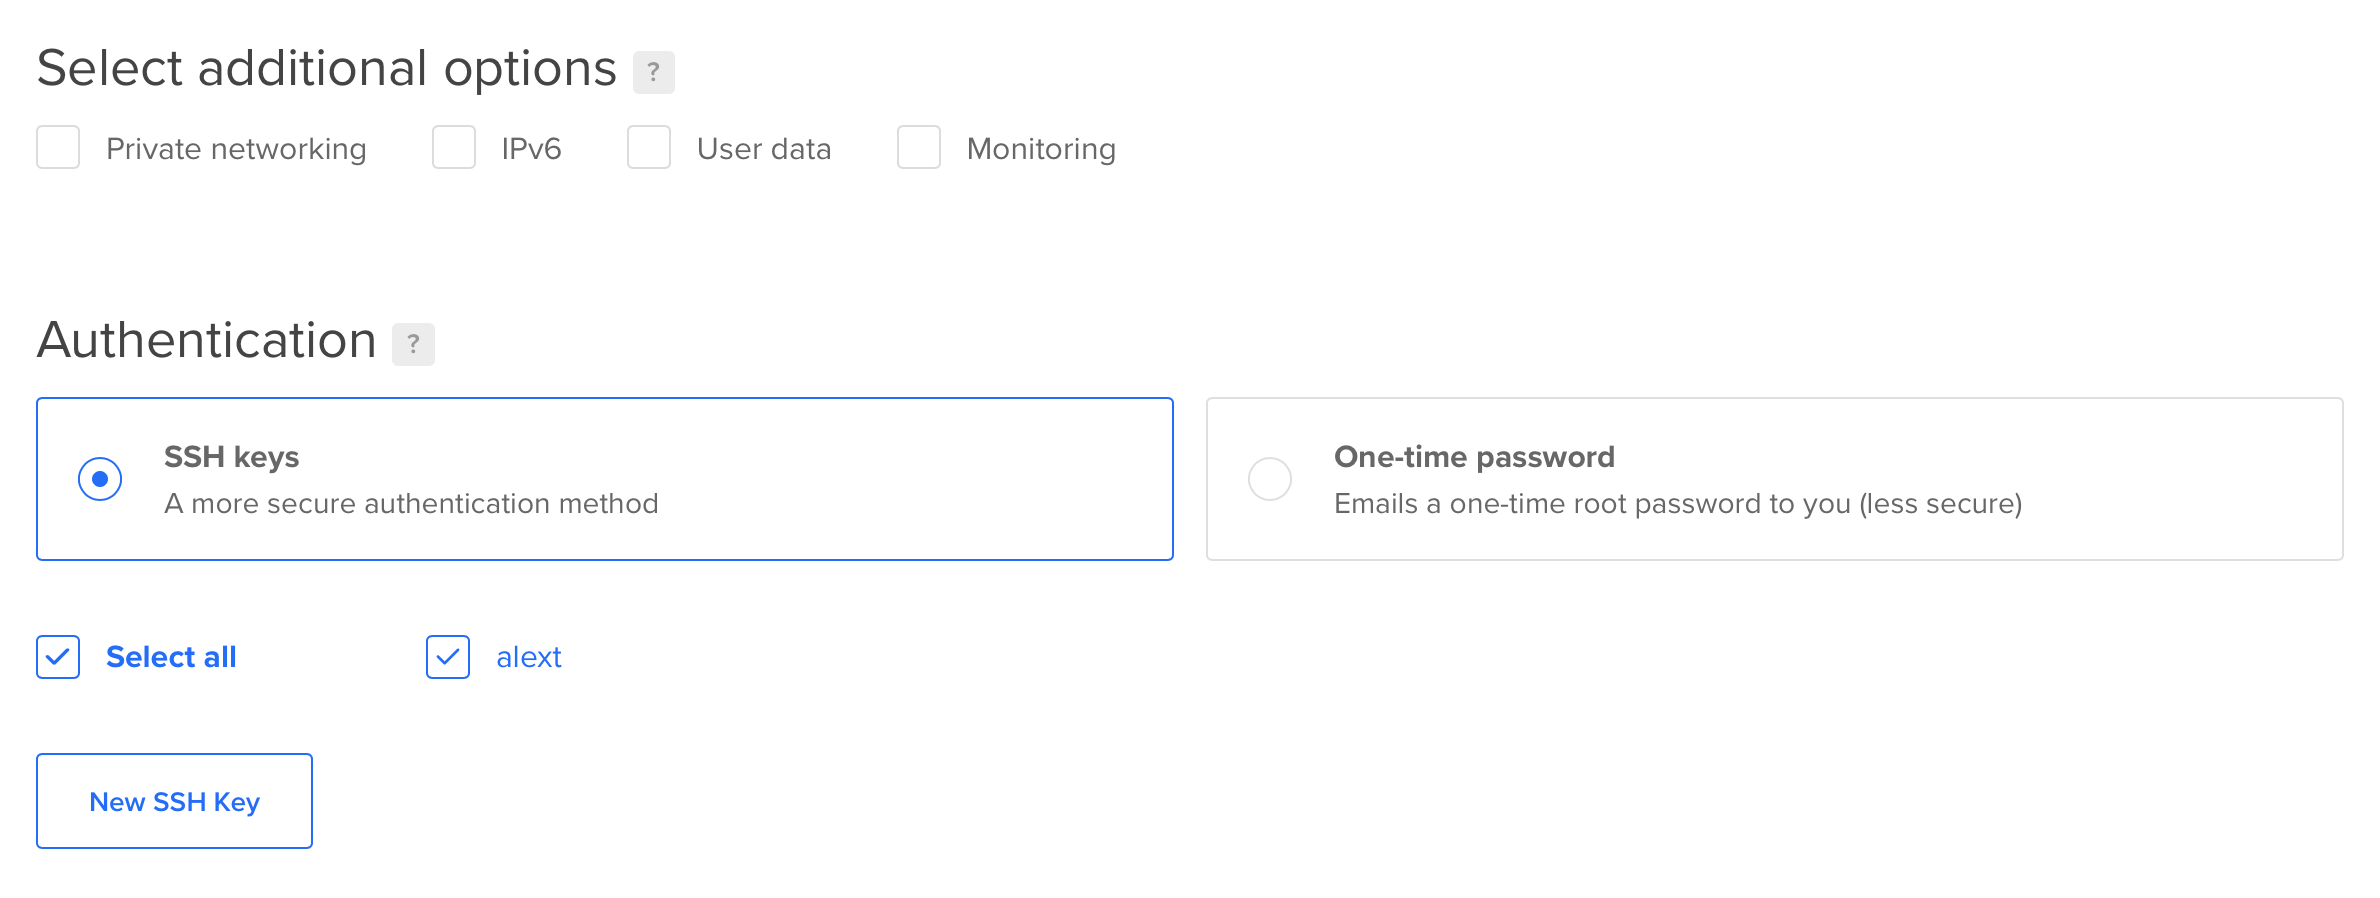 Select additional options ?
Private networking IPv6 User data Monitoring
Authentication ?
SSH keys
A more secure authentication method
One-time password
Emails a one-time root password to you (less secure)
Select all alext
New SSH Key